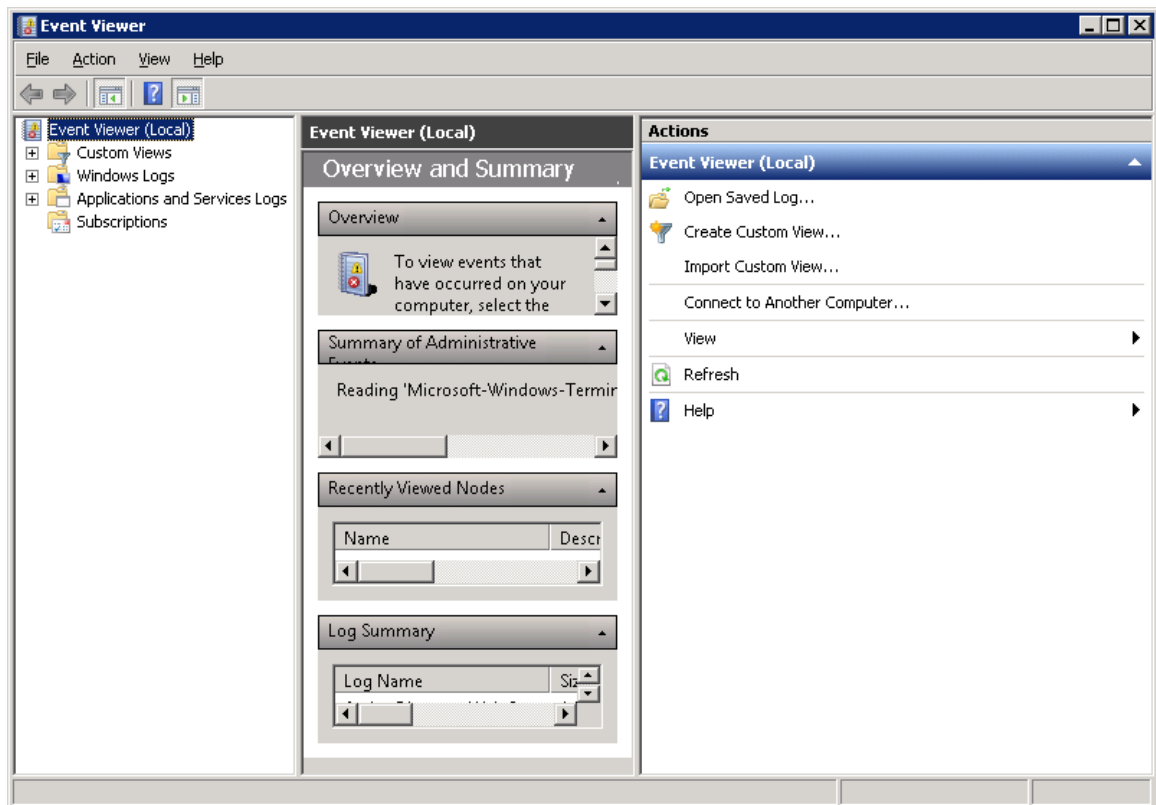 Event Viewer
File Action View Help
Event Viewer (Local)
Custom Views
Windows Logs
Applications and Services Logs
Subscriptions
Event Viewer (Local)
Overview and Summary
Overview
To view events that
have occurred on your
computer, select the
Summary of Administrative
Reading 'Microsoft-Windows-Termin
Recently Viewed Nodes
Name Descr
Log Summary
Log Name Siz
Actions
Event Viewer (Local)
Open Saved Log...
Create Custom View...
Import Custom View...
Connect to Another Computer...
View
Refresh
Help